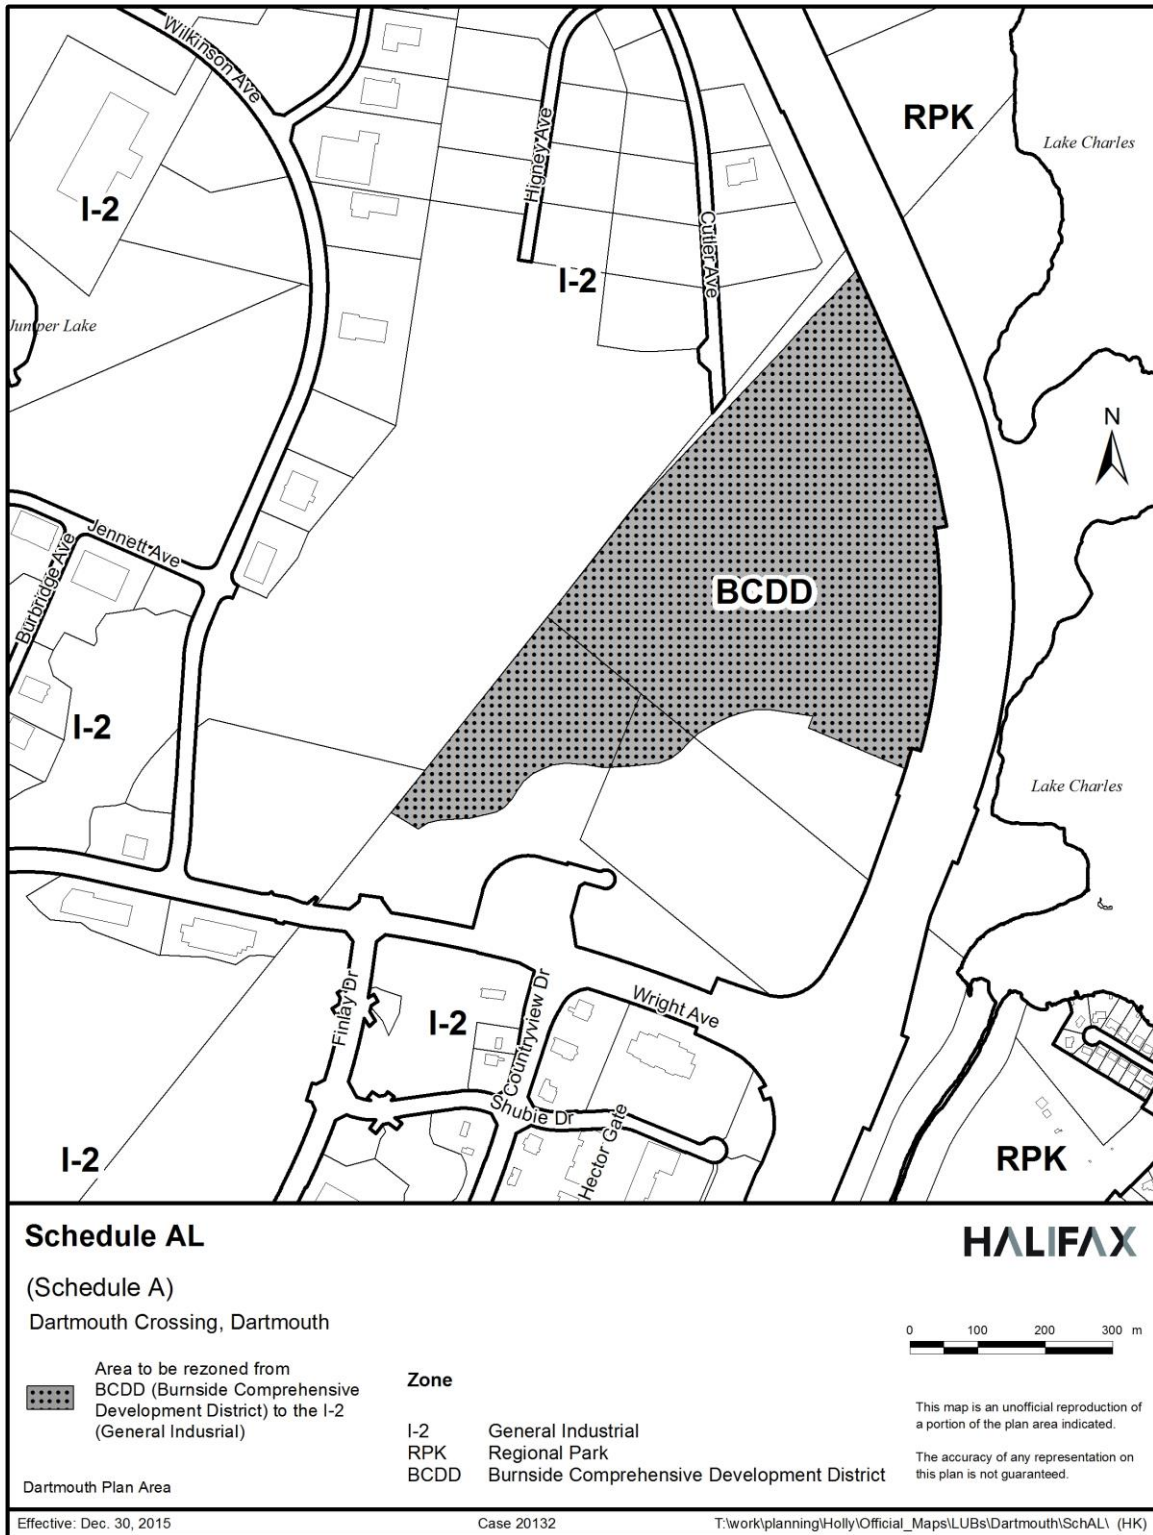 Wilkinson Ave
Higney Ave
RPK
Lake Charles
I-2
Cutler Ave
I-2
Juniper Lake
N
Jennett Ave
Burbridge Ave
BCDD
I-2
Lake Charles
Finlay Dr
I-2
Countryview Dr
Wright Ave
Shubie Dr
Hector Gate
I-2
RPK
Schedule AL
HALIFAX
(Schedule A)
Dartmouth Crossing, Dartmouth
0 100 200 300 m
Area to be rezoned from
BCDD (Burnside Comprehensive
Development District) to the I-2
(General Indusrial)
Zone
I-2 General Industrial
RPK Regional Park
BCDD Burnside Comprehensive Development District
This map is an unofficial reproduction of
a portion of the plan area indicated.
The accuracy of any representation on
this plan is not guaranteed.
Dartmouth Plan Area
Effective: Dec. 30, 2015
Case 20132
T:\work\planning\Holly\Official_Maps\LUBs\Dartmouth\SchAL\ (HK)